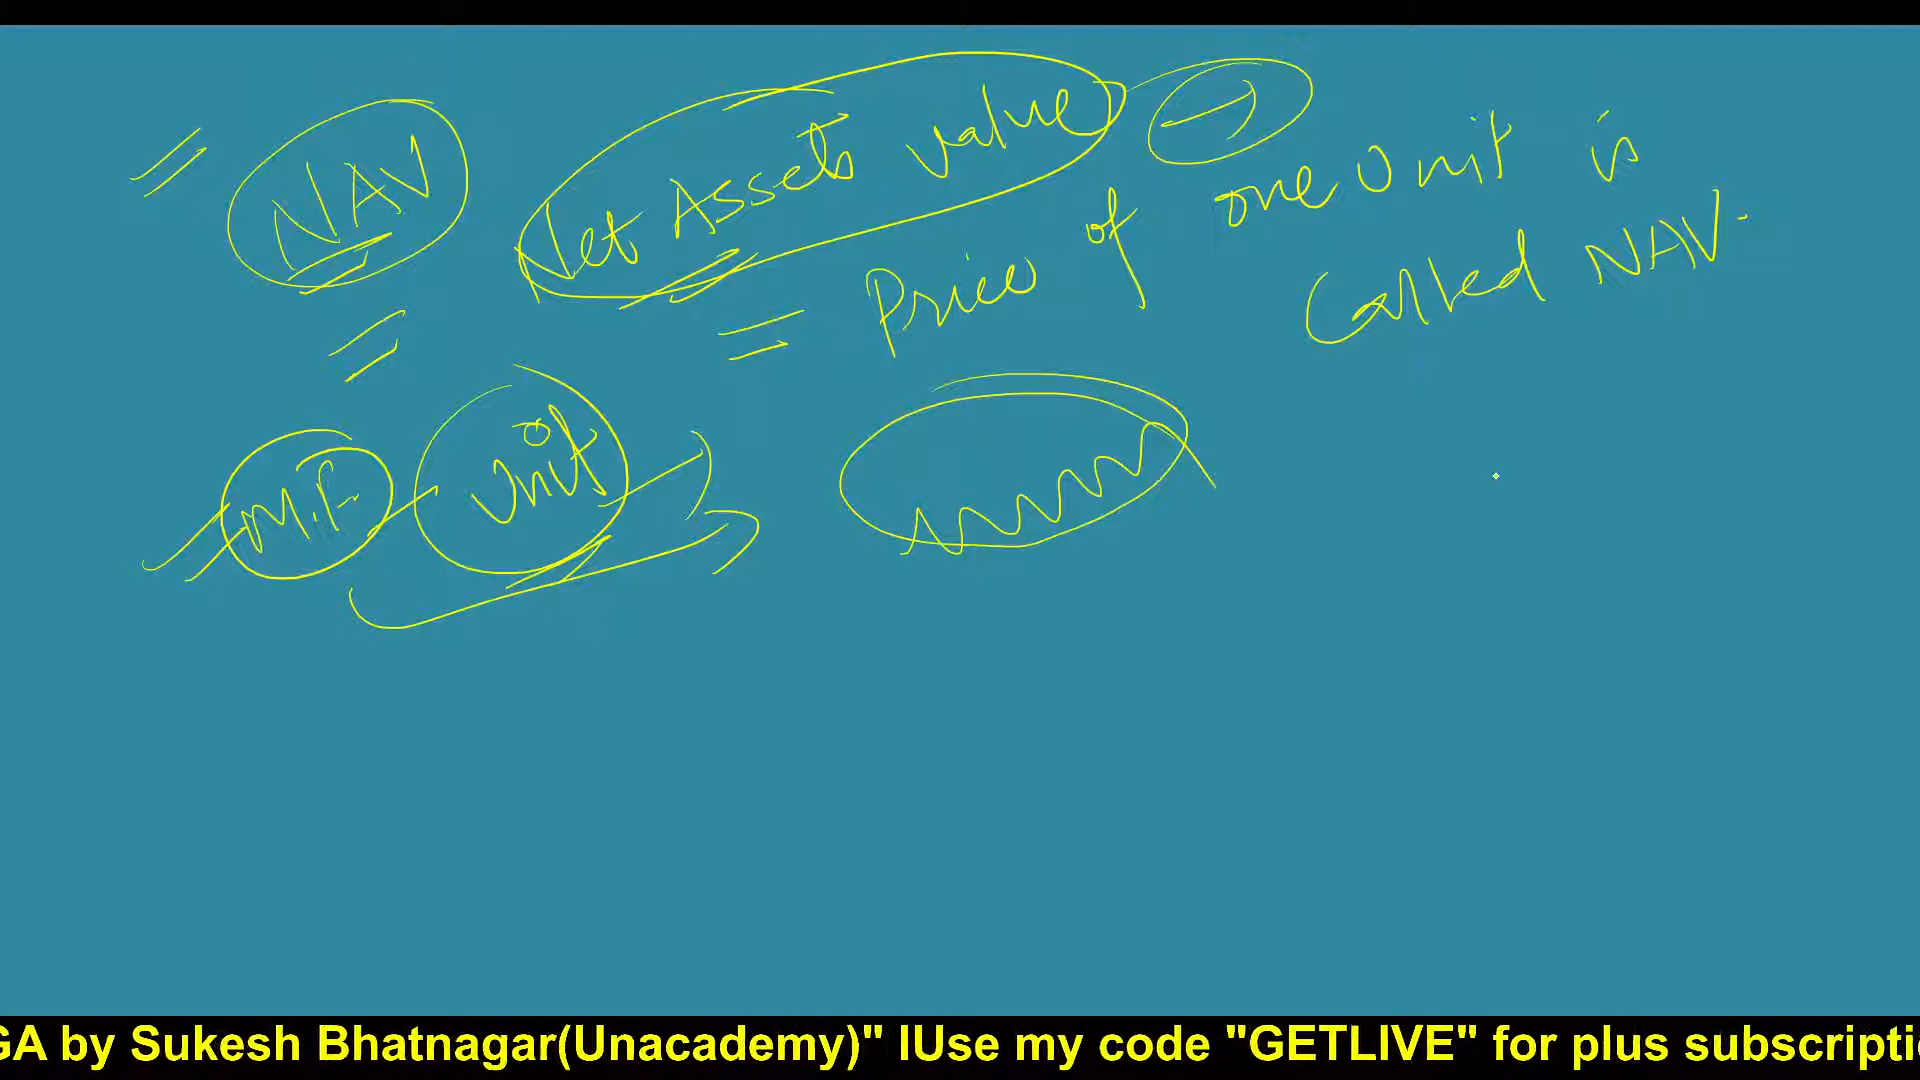 NAV Net Assets value
Price of one Unit is
Called NAV.
M.F. Unit
GA by Sukesh Bhatnagar(Unacademy)" lUse my code "GETLIVE" for plus subscripti